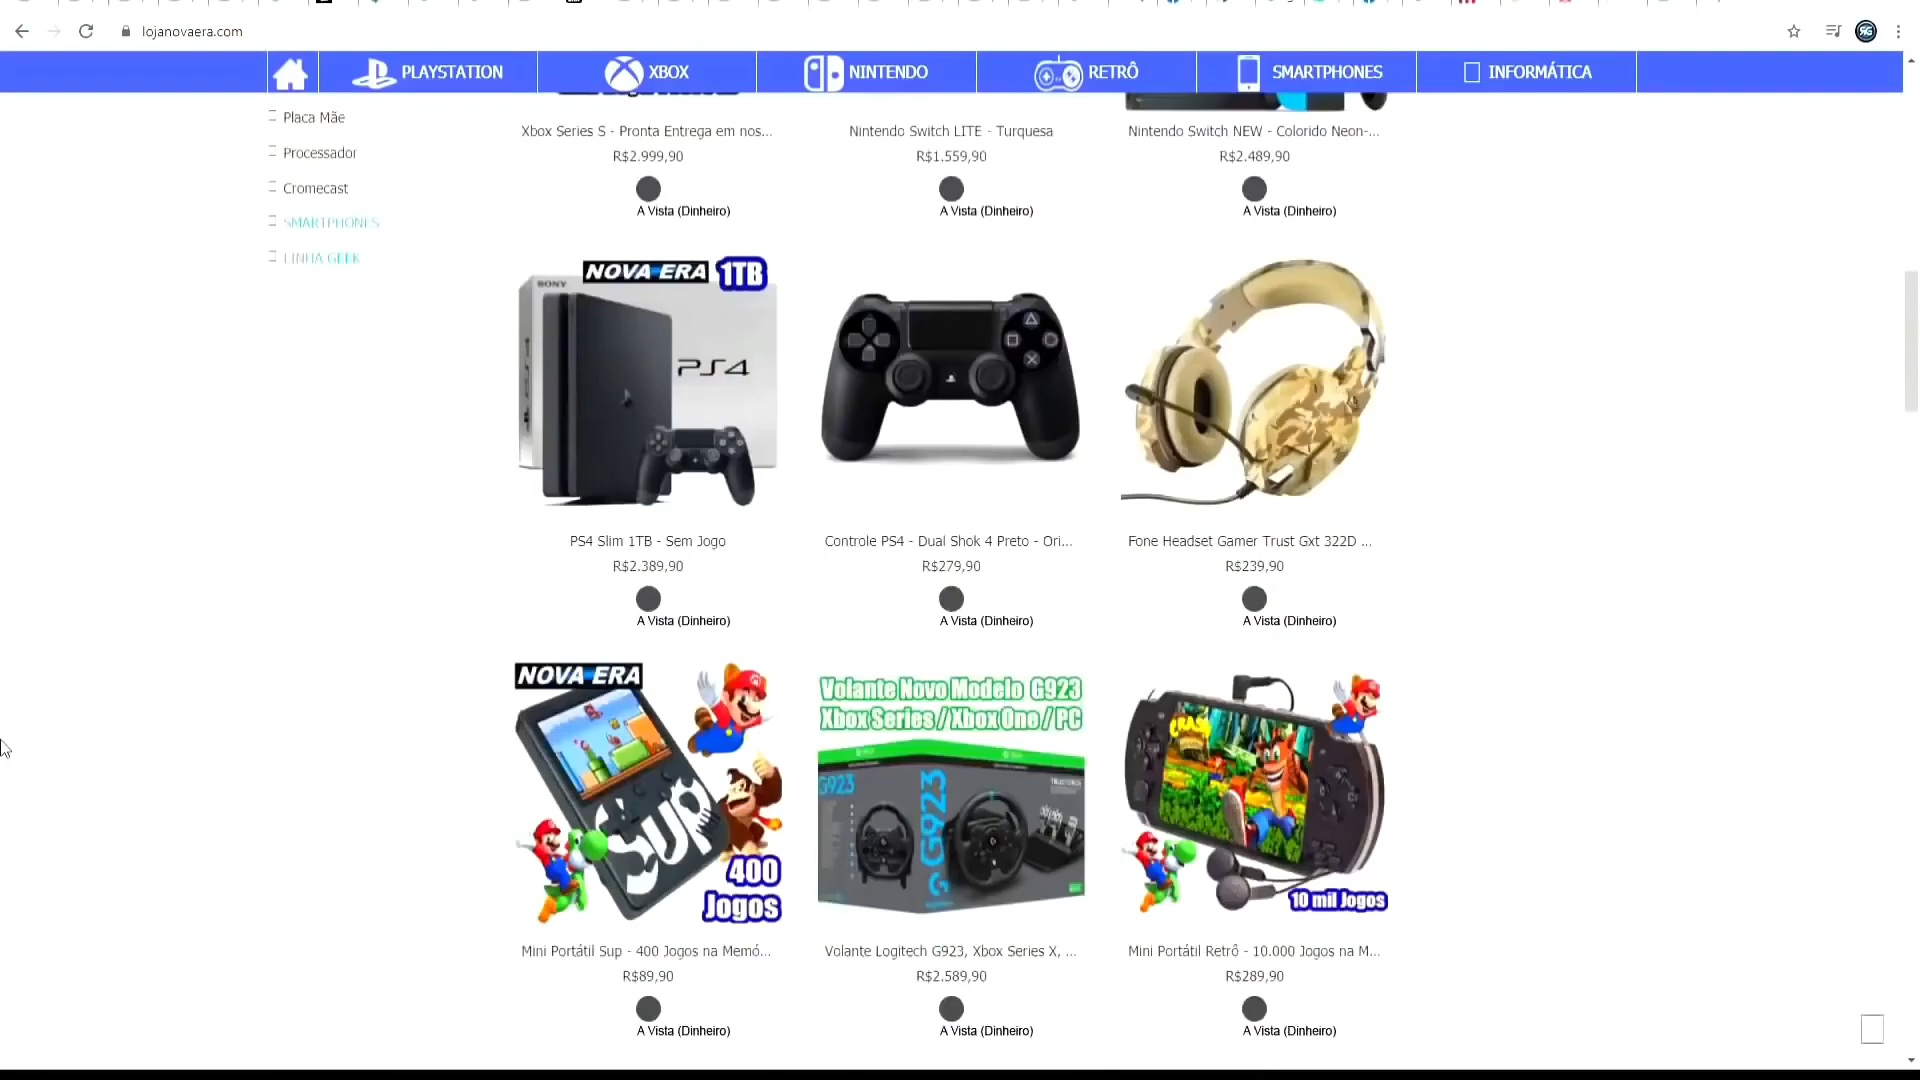 lojanovaera.com
PLAYSTATION
XBOX
NINTENDO
RETRÔ
SMARTPHONES
INFORMÁTICA
Placa Mãe
Processador
Cromecast
SMARTPHONES
LINHA GEEK
Xbox Series S - Pronta Entrega em nos...
R$2.999,90
A Vista (Dinheiro)
Nintendo Switch LITE - Turquesa
R$1.559,90
A Vista (Dinheiro)
Nintendo Switch NEW - Colorido Neon-...
R$2.489,90
A Vista (Dinheiro)
NOVA ERA 1TB
SONY
PS4
PS4 Slim 1TB - Sem Jogo
R$2.389,90
A Vista (Dinheiro)
Controle PS4 - Dual Shok 4 Preto - Ori...
R$279,90
A Vista (Dinheiro)
Fone Headset Gamer Trust Gxt 322D ...
R$239,90
A Vista (Dinheiro)
NOVA ERA
SUP
400
Jogos
Mini Portátil Sup - 400 Jogos na Memó...
R$89,90
A Vista (Dinheiro)
Volante Novo Modelo G923
Xbox Series / Xbox One / PC
G923
G923
Volante Logitech G923, Xbox Series X, ...
R$2.589,90
A Vista (Dinheiro)
CRASH
10 mil Jogos
Mini Portátil Retrô - 10.000 Jogos na M...
R$289,90
A Vista (Dinheiro)